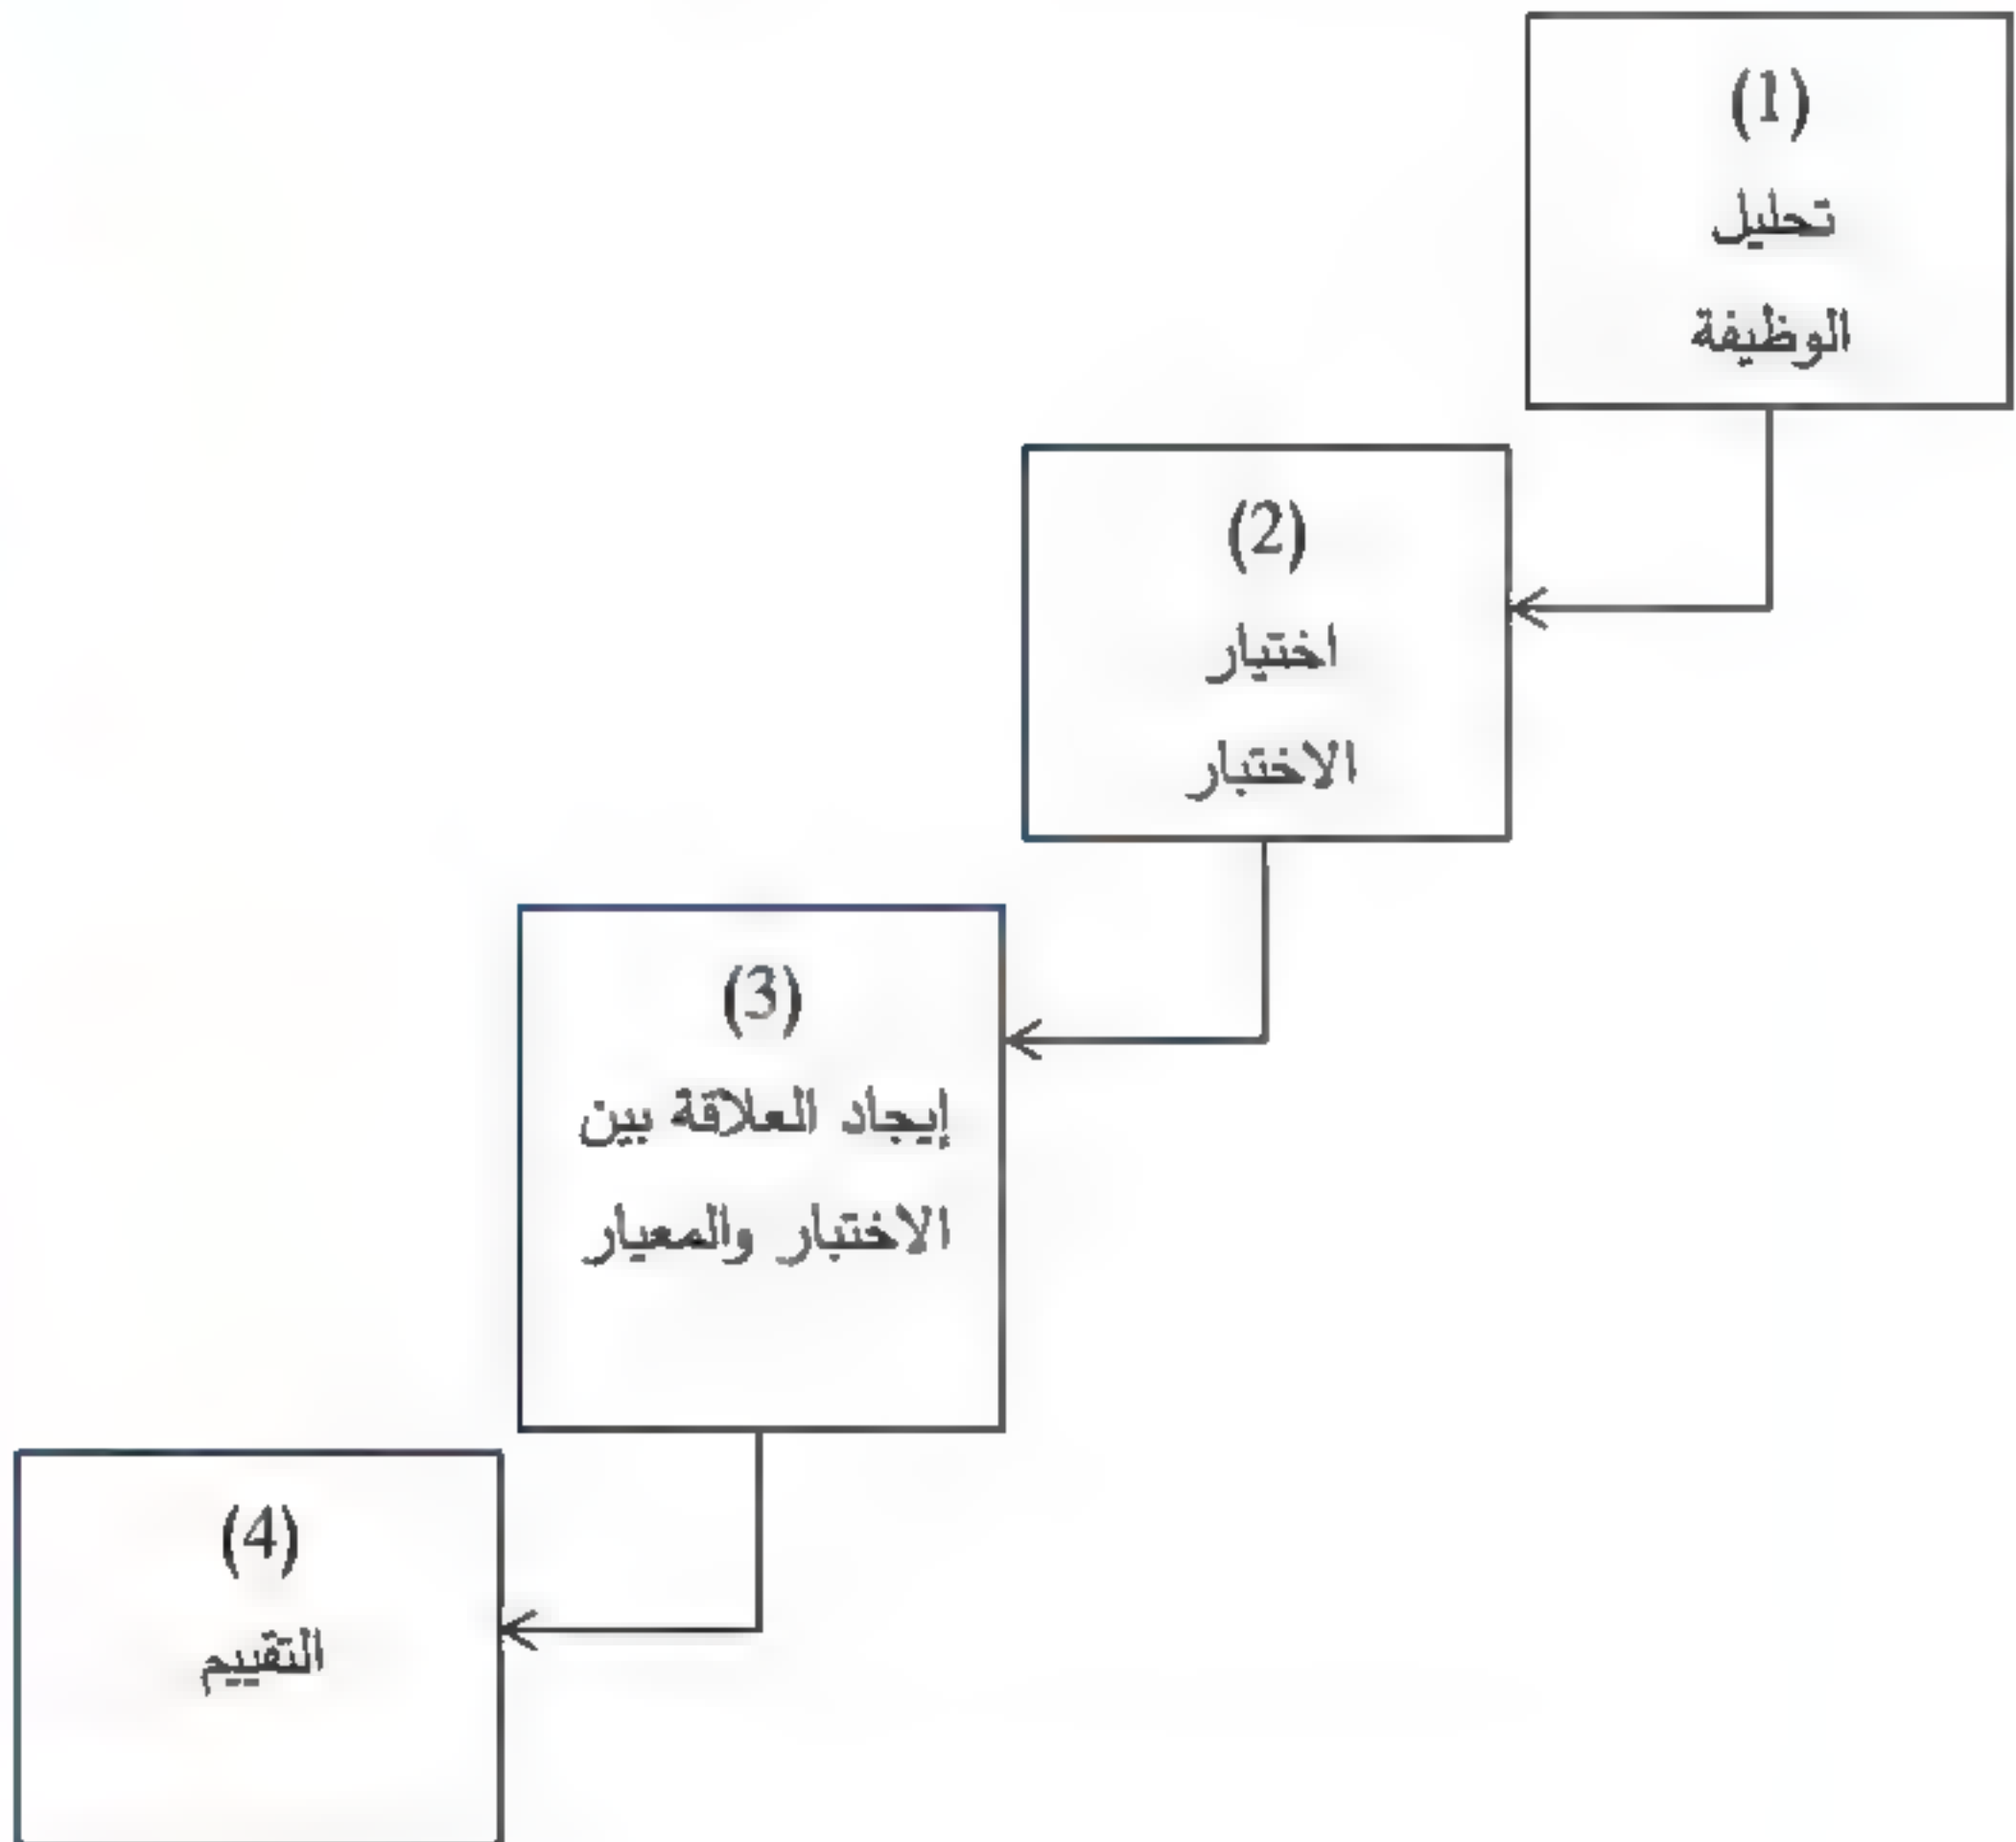 (1)
تحليل
الوظيفة
(2)
اختيار
الاختبار
(3)
إيجاد العلاقة بين
الاختبار والمعيار
(4)
التقييم